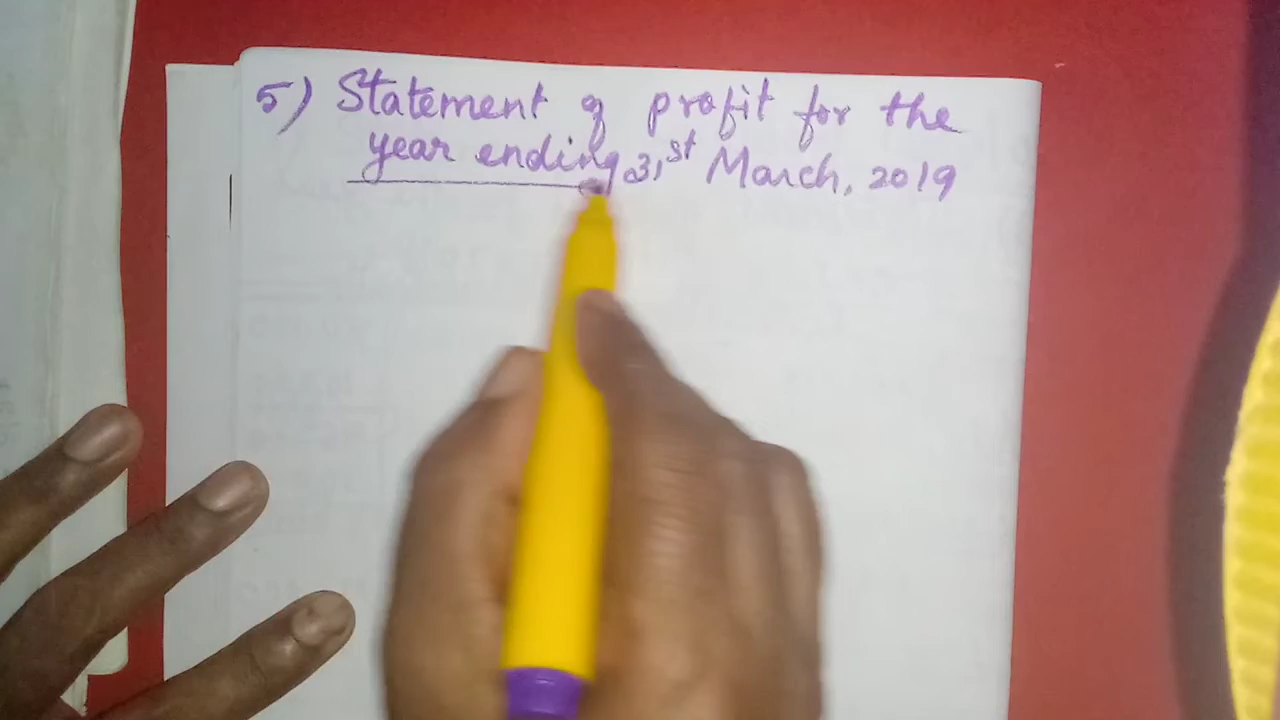 5) Statement of profit for the
year ending 31st March, 2019